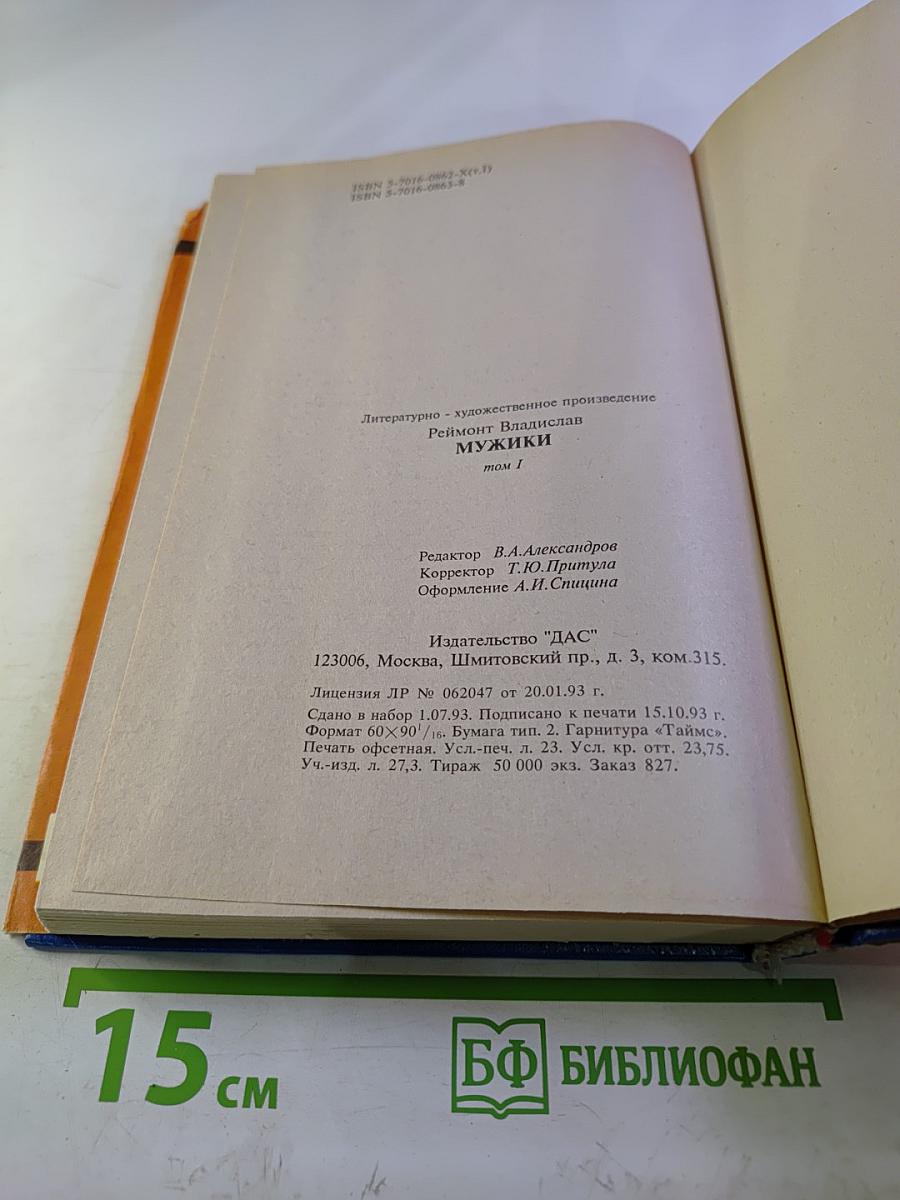 ISBN 5-7016-0862-X(т.I)
ISBN 5-7016-0863-8
Литературно - художественное произведение
Реймонт Владислав
МУЖИКИ
том I
Редактор В.А.Александров
Корректор Т.Ю.Притула
Оформление А.И.Спицина
Издательство "ДАС"
123006, Москва, Шмитовский пр., д. 3, ком.315.
Лицензия ЛР № 062047 от 20.01.93 г.
Сдано в набор 1.07.93. Подписано к печати 15.10.93 г.
Формат 60×90¹/₁₆. Бумага тип. 2. Гарнитура «Таймс».
Печать офсетная. Усл.-печ. л. 23. Усл. кр. отт. 23,75.
Уч.-изд. л. 27,3. Тираж 50 000 экз. Заказ 827.
15 см
БФ БИБЛИОФАН